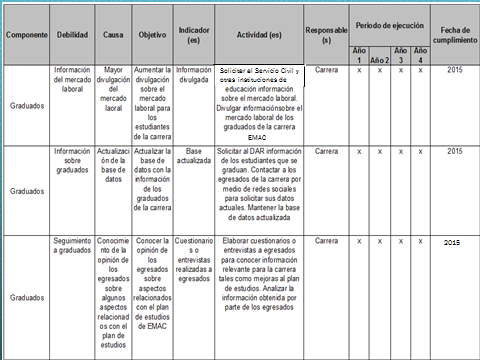 Componente
Debilidad
Causa
Objetivo
Indicador
(es)
Actividad (es)
Responsable
(s)
Periodo de ejecución
Año
1
Año 2
Año
3
Año
4
Fecha de
cumplimiento
Graduados
Información
del mercado
laboral
Mayor
divulgación
del
mercado
laoral
Aumentar la
divulgación
sobre el
mercado
laboral para
los
estudiantes
de la carrera
Información
divulgada
Solicitar el Servicio Civil y
otras instituciones de
educación información
sobre el mercado laboral.
Divulgar informaciónsobre el
mercado laboral de los
graduados de la carrera
EMAC
Carrera
x
x
x
x
2015
Graduados
Información
sobre
graduados
Actualizaci
ón de la
base de
datos
Actualizar la
base de
datos con la
información
de los
graduados
de la carrera
Base
actualizada
Solicitar al DAR información
de los estudiantes que se
graduan. Contactar a los
egresados de la carrera por
medio de redes sociales
para solicitar sus datos
actuales. Mantener la base
de datos actualizada
Carrera
x
x
x
x
2015
Graduados
Seguimiento
a graduados
Conocimie
nto de la
opinión de
los
egresados
sobre
algunos
aspectos
relacionad
os con el
plan de
estudios
Conocer la
opinión de
los
egresados
sobre
aspectos
relacionados
con el plan
de estudios
de EMAC
Cuestionario
s o
entrevistas
realizadas a
egresados
Elaborar cuestionarios o
entrevistas a egresados
para conocer información
relevante para la carrera
tales como mejoras al plan
de estudios. Analizar la
información obtenida por
parte de los egresados
Carrera
x
x
x
x
2015